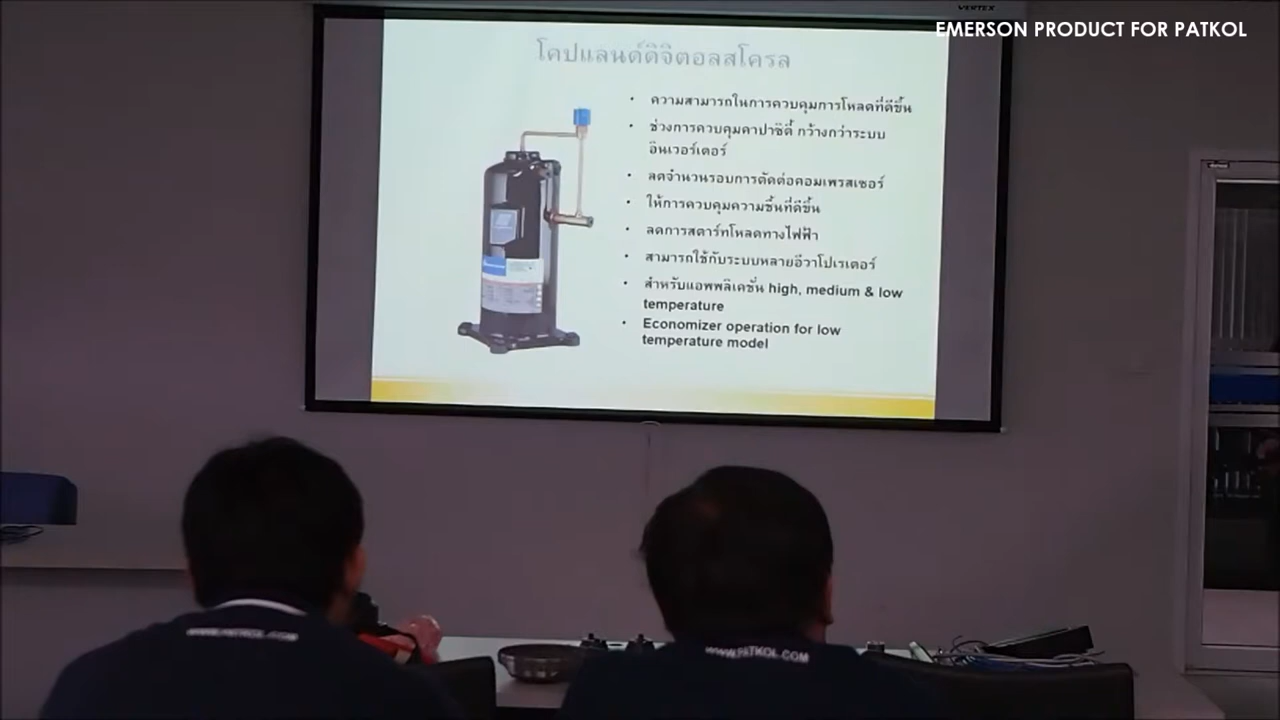 VERTEX
EMERSON PRODUCT FOR PATKOL
โคปแลนด์ดิจิตอลสโครล
• ความสามารถในการควบคุมการโหลดที่ดีขึ้น
• ช่วงการควบคุมคาปาซิตี้ กว้างกว่าระบบ
อินเวอร์เตอร์
• ลดจำนวนรอบการตัดต่อคอมเพรสเซอร์
• ให้การควบคุมความชื้นที่ดีขึ้น
• ลดการสตาร์ทโหลดทางไฟฟ้า
• สามารถใช้กับระบบหลายอีวาโปเรเตอร์
• สำหรับแอพพลิเคชั่น high, medium & low
temperature
• Economizer operation for low
temperature model
WWW.PATKOL.COM
WWW.PATKOL.COM